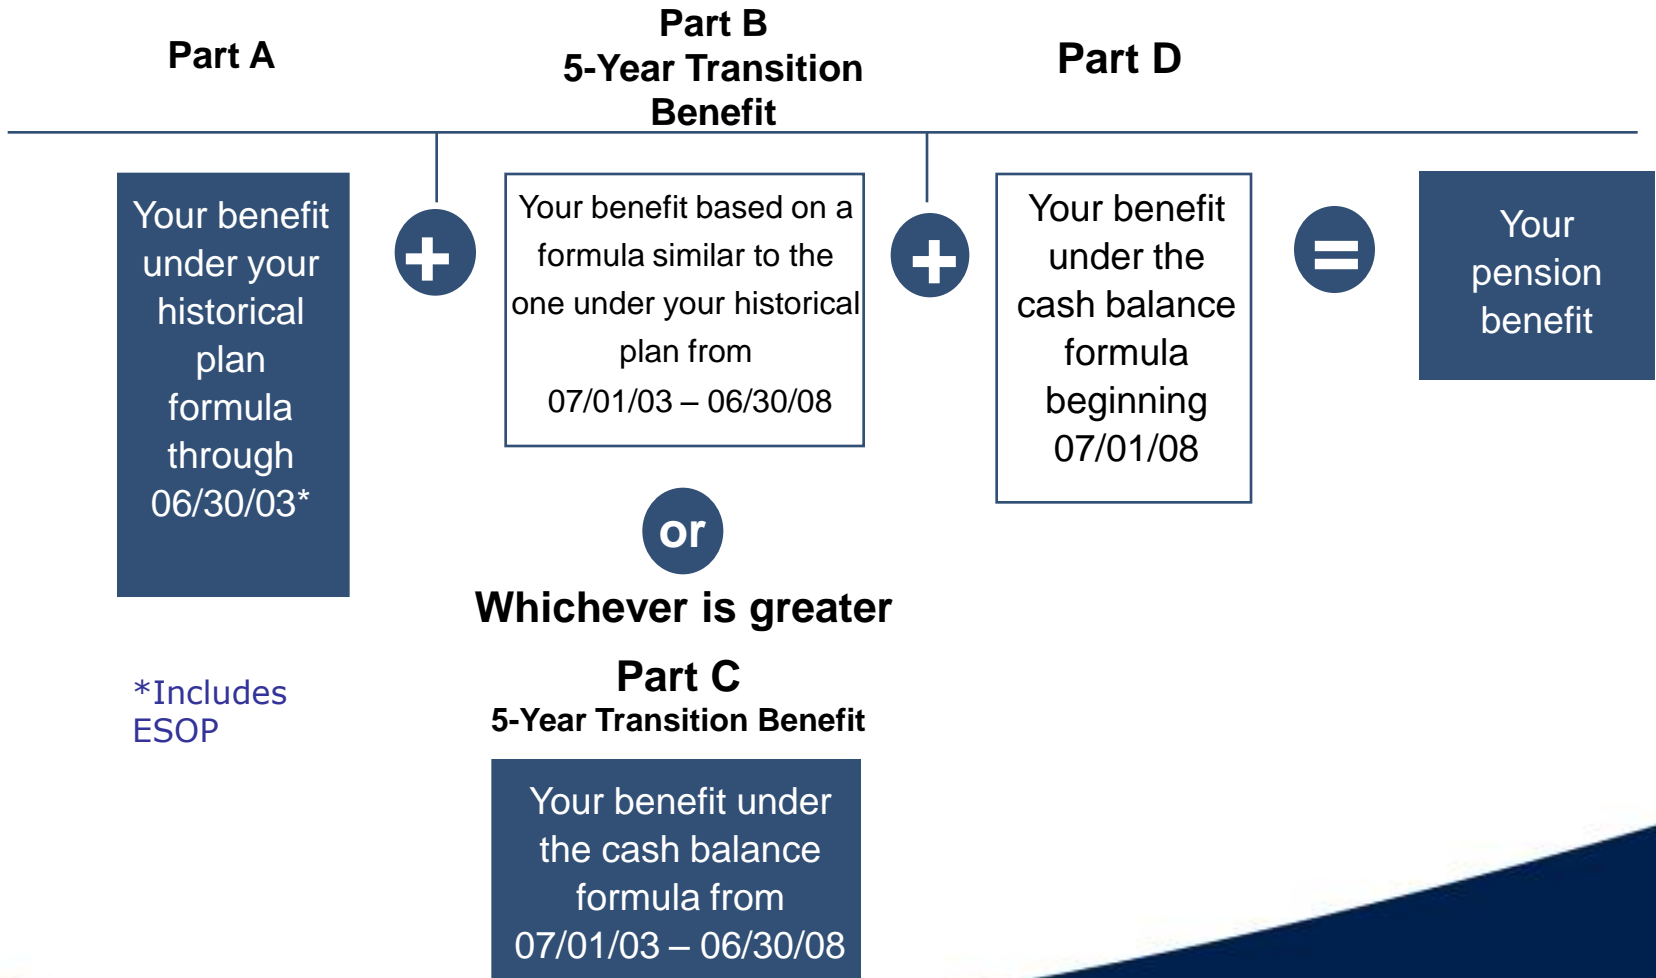 Part A
Part B
5-Year Transition
Benefit
Part D
Your benefit
under your
historical
plan
formula
through
06/30/03*
+
Your benefit based on a
formula similar to the
one under your historical
plan from
07/01/03 – 06/30/08
+
Your benefit
under the
cash balance
formula
beginning
07/01/08
=
Your
pension
benefit
or
Whichever is greater
Part C
5-Year Transition Benefit
Your benefit under
the cash balance
formula from
07/01/03 – 06/30/08
*Includes
ESOP